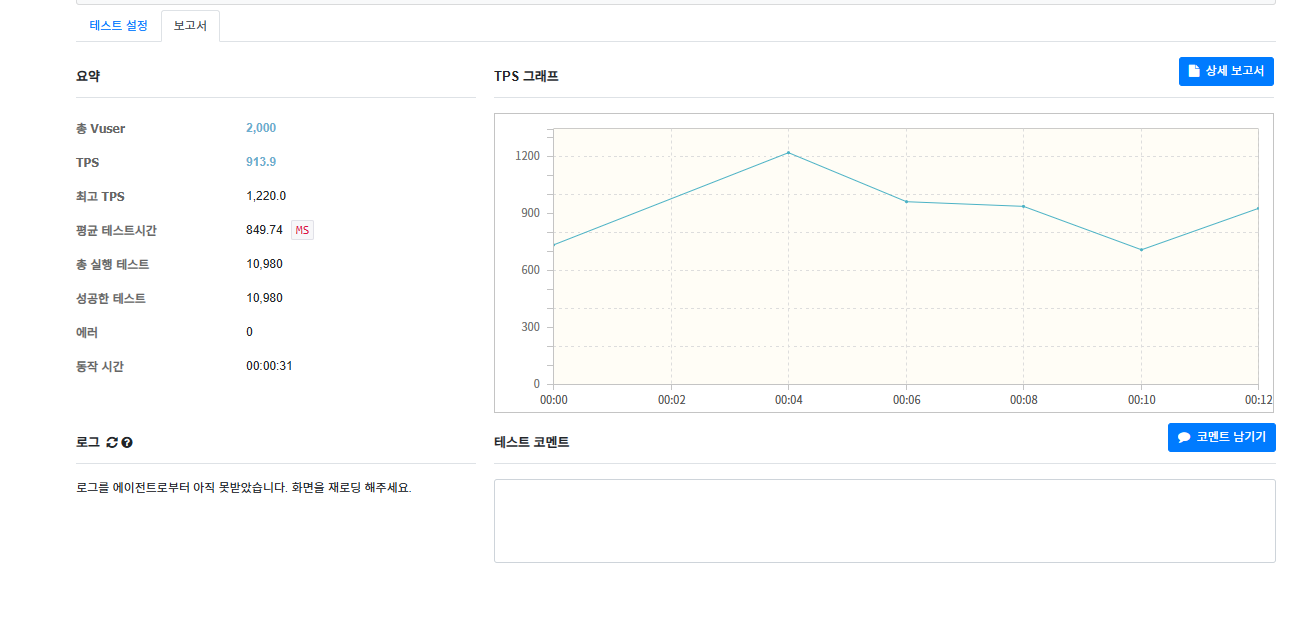 테스트 설정
보고서
요약
총 Vuser 2,000
TPS 913.9
최고 TPS 1,220.0
평균 테스트시간 849.74 MS
총 실행 테스트 10,980
성공한 테스트 10,980
에러 0
동작 시간 00:00:31
TPS 그래프
상세 보고서
1200
900
600
300
0
00:00 00:02 00:04 00:06 00:08 00:10 00:12
로그
로그를 에이전트로부터 아직 못받았습니다. 화면을 재로딩 해주세요.
테스트 코멘트
코멘트 남기기